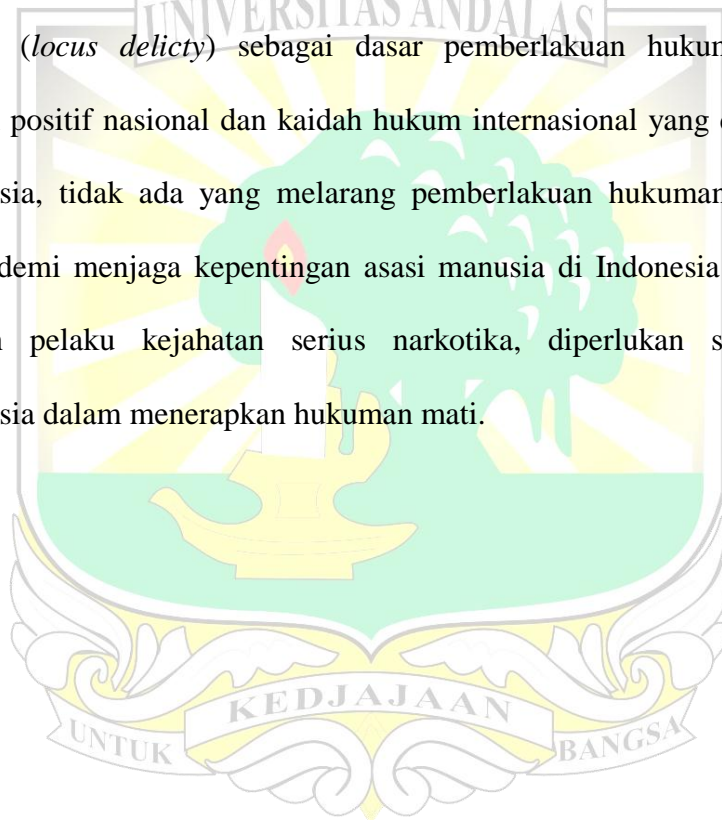 UNIVERSITAS ANDALAS
(locus delicty) sebagai dasar pemberlakuan hukum
positif nasional dan kaidah hukum internasional yang
sia, tidak ada yang melarang pemberlakuan hukuman
demi menjaga kepentingan asasi manusia di Indonesia
pelaku kejahatan serius narkotika, diperlukan
sia dalam menerapkan hukuman mati.
KEDJAJAAN
UNTUK BANGSA